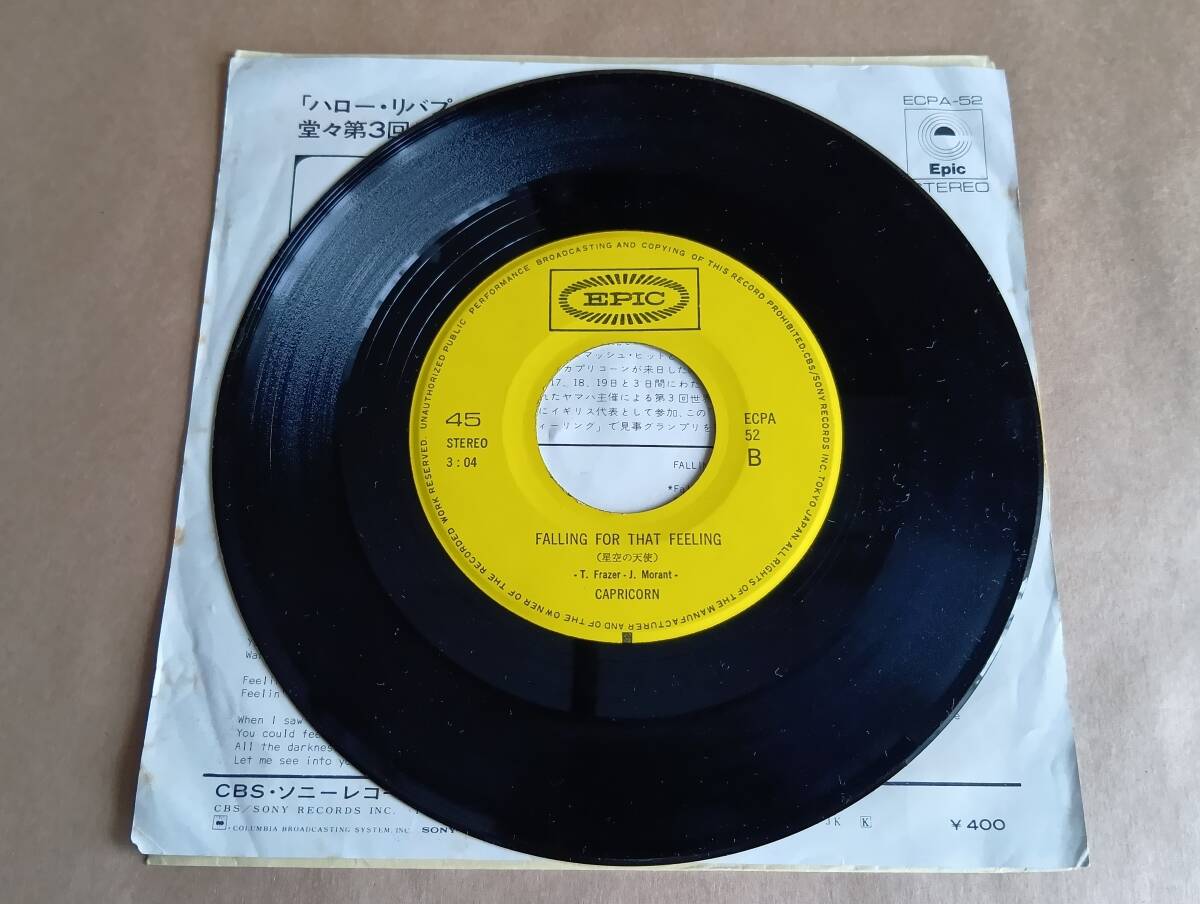 「ハロー・リバプ
堂々第3回
ECPA-52
Epic
STEREO
UNAUTHORIZED PUBLIC PERFORMANCE BROADCASTING AND COPYING OF THIS RECORD PROHIBITED. CBS/SONY RECORDS INC. TOKYO JAPAN ALL RIGHTS OF THE MANUFACTURER AND OF THE OWNER OF THE RECORDED WORK RESERVED.
EPIC
マッシュ・ヒット
カプリコーンが来日した
17、18、19日と3日間にわた
れたヤマハ主催による第3回世
にイギリス代表として参加、この
ィーリング」で見事グランプリを
FALLIN
45
STEREO
3:04
ECPA
52
B
FALLING FOR THAT FEELING
(星空の天使)
- T. Frazer - J. Morant -
CAPRICORN
Feeli
Feelin
When I saw
You could fee
All the darknes
Let me see into yo
CBS・ソニーレコー
CBS/SONY RECORDS INC.
COLUMBIA BROADCASTING SYSTEM, INC. SONY
K
¥400